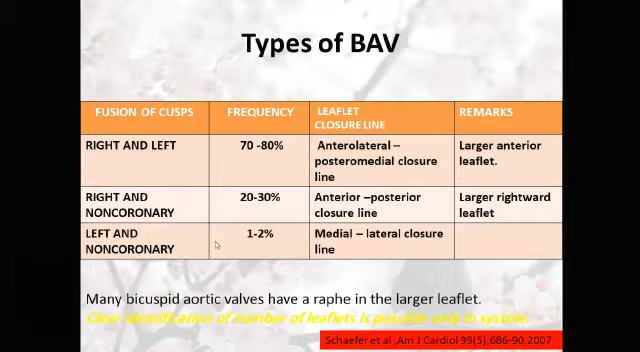 Types of BAV
FUSION OF CUSPS FREQUENCY LEAFLET CLOSURE LINE REMARKS
RIGHT AND LEFT 70 -80% Anterolateral – posteromedial closure line Larger anterior leaflet.
RIGHT AND NONCORONARY 20-30% Anterior –posterior closure line Larger rightward leaflet
LEFT AND NONCORONARY 1-2% Medial – lateral closure line
Many bicuspid aortic valves have a raphe in the larger leaflet.
Clear identification of number of leaflets is possible only in systole.
Schaefer et al ,Am J Cardiol 99(5);686-90.2007